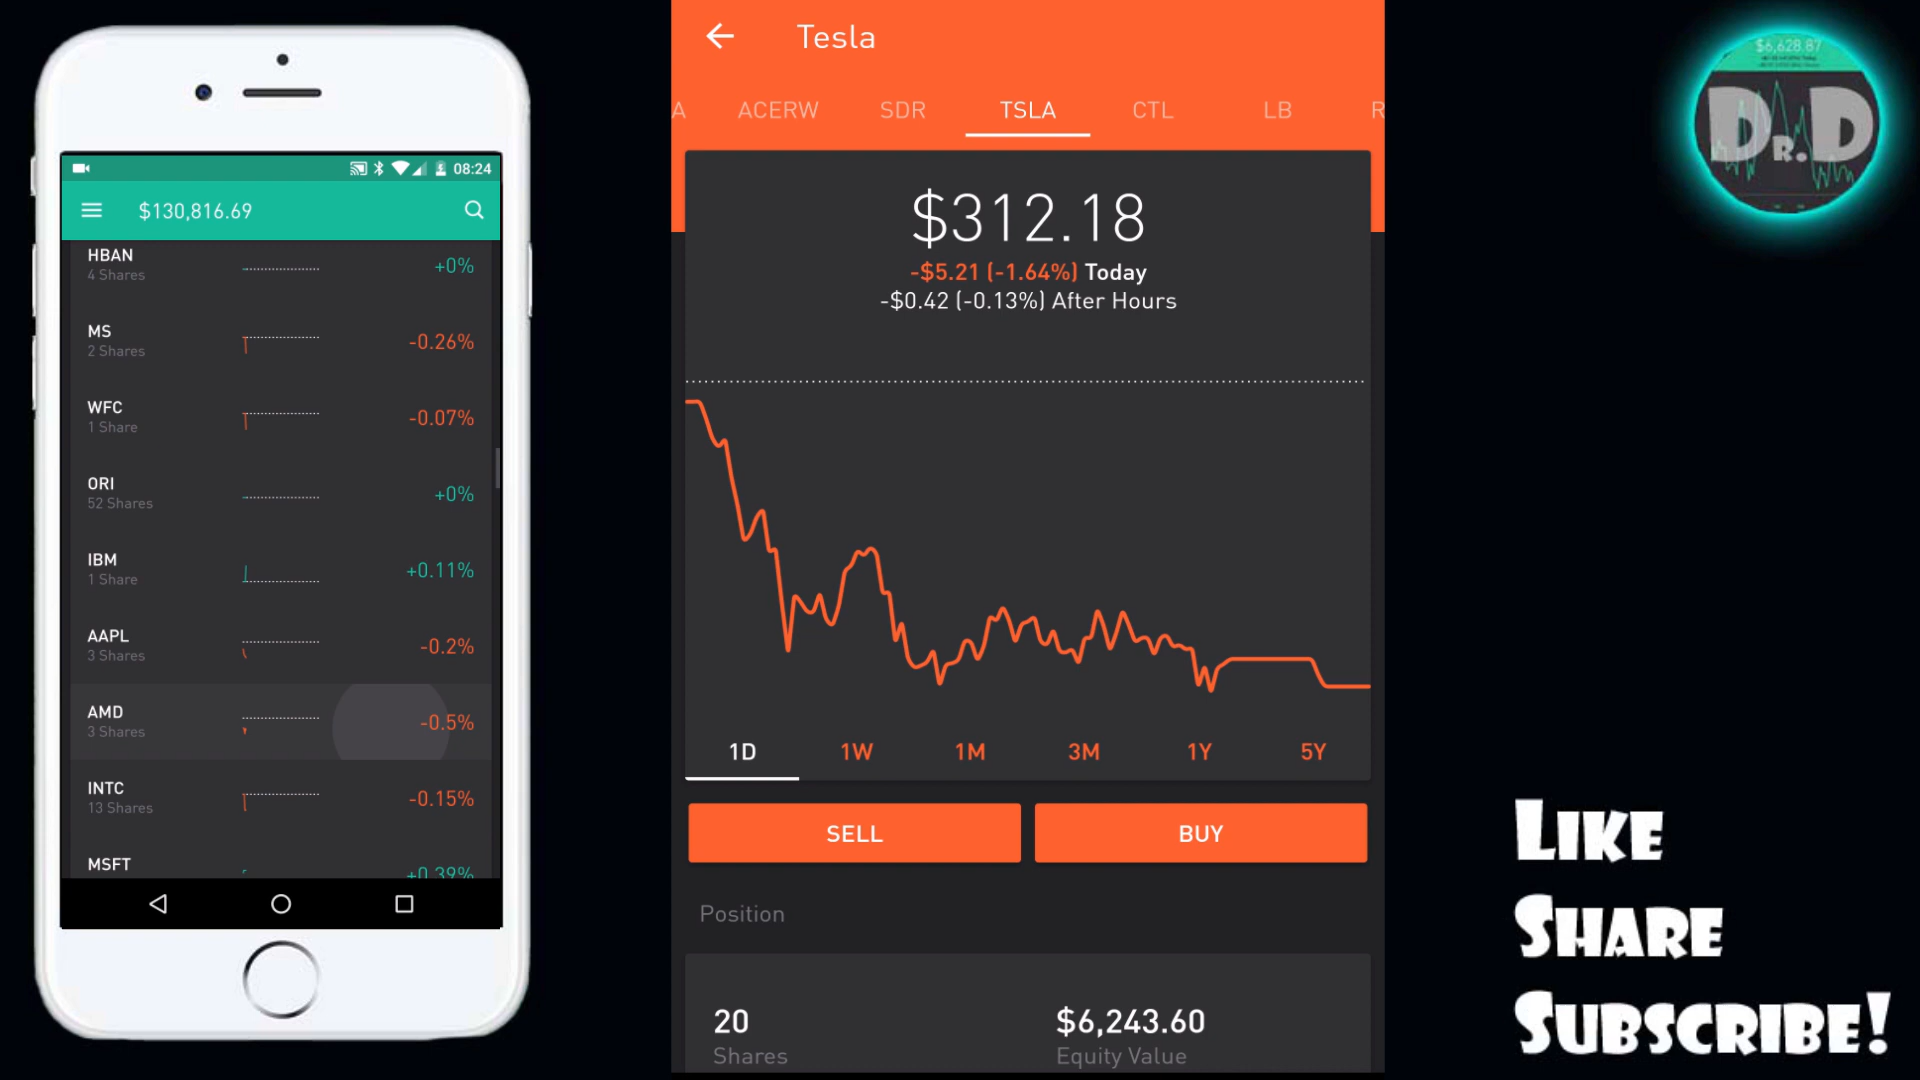 08:24
$130,816.69
HBAN
4 Shares
+0%
MS
2 Shares
-0.26%
WFC
1 Share
-0.07%
ORI
52 Shares
+0%
IBM
1 Share
+0.11%
AAPL
3 Shares
-0.2%
AMD
3 Shares
-0.5%
INTC
13 Shares
-0.15%
MSFT
+0.39%
Tesla
A ACERW SDR TSLA CTL LB R
$312.18
-$5.21 (-1.64%) Today
-$0.42 (-0.13%) After Hours
1D 1W 1M 3M 1Y 5Y
SELL BUY
Position
20 $6,243.60
Shares Equity Value
$6,628.87
DR.D
LIKE
SHARE
SUBSCRIBE!